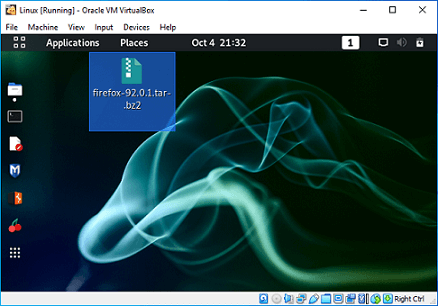 Linux [Running] - Oracle VM VirtualBox
File Machine View Input Devices Help
Applications Places Oct 4 21:32 1
firefox-92.0.1.tar-
.bz2
Right Ctrl